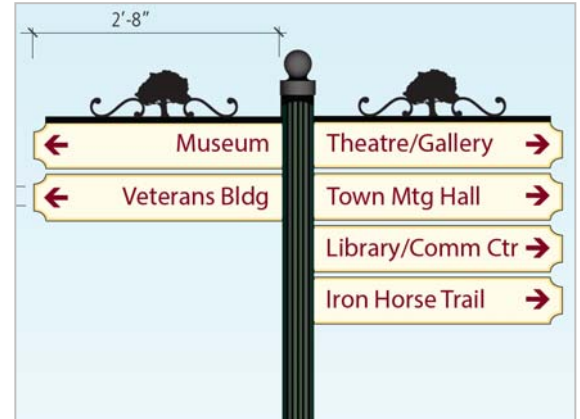 2'-8"
Museum
Veterans Bldg
Theatre/Gallery
Town Mtg Hall
Library/Comm Ctr
Iron Horse Trail